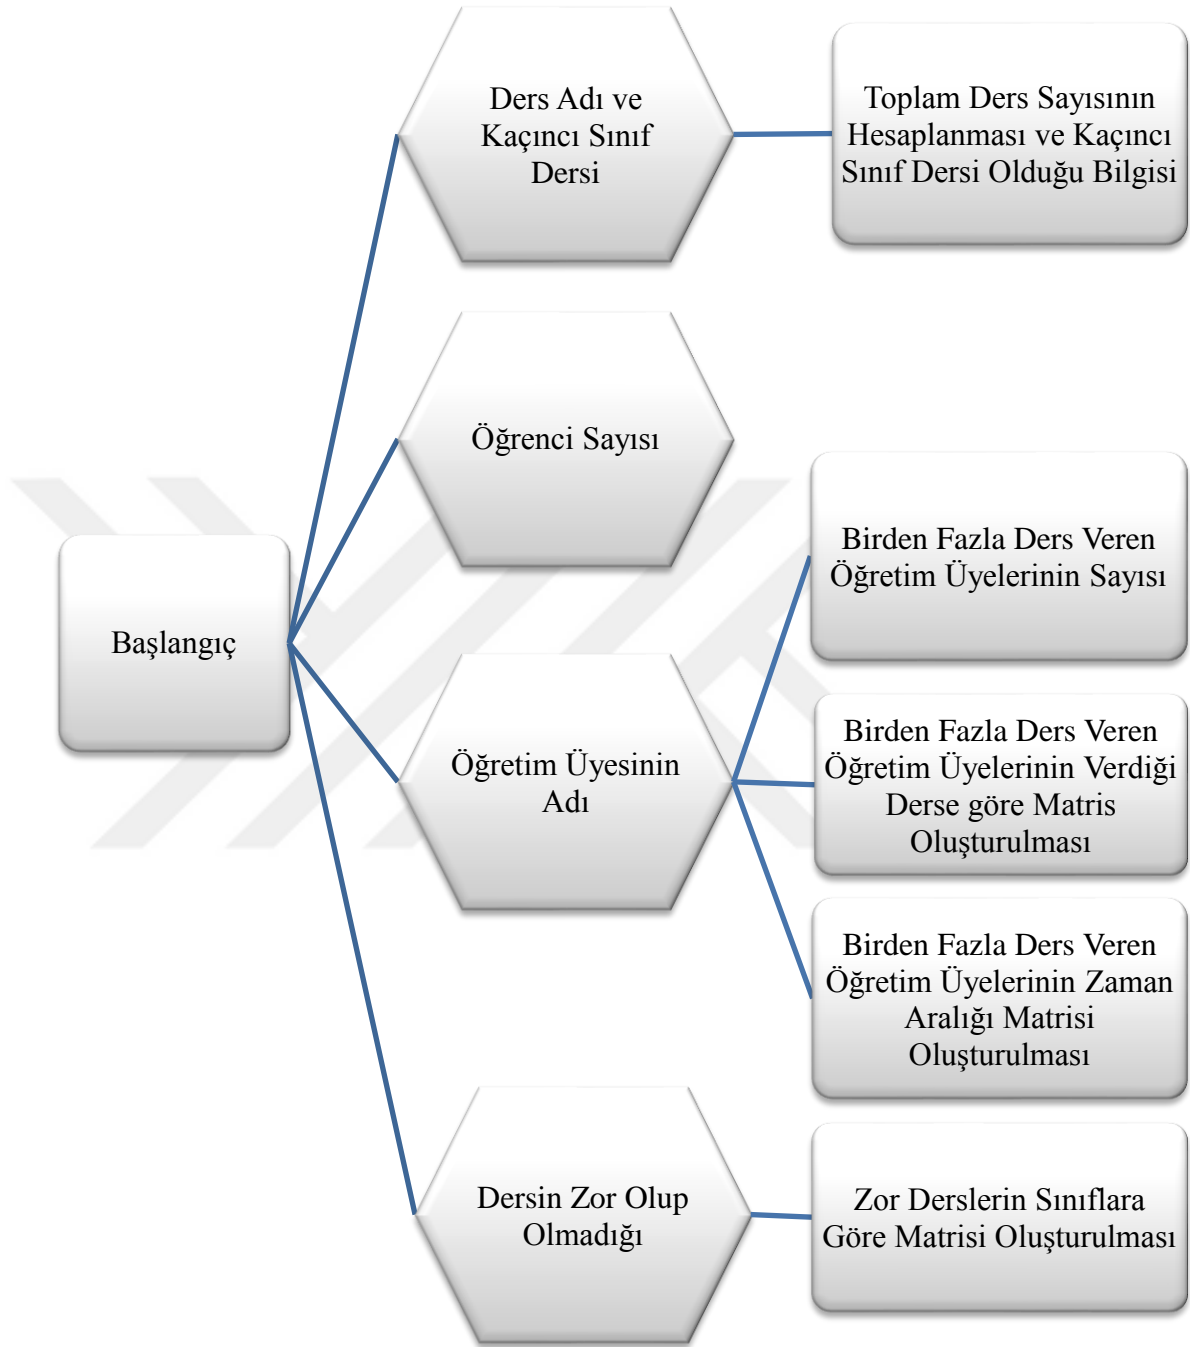 Ders Adı ve
Kaçıncı Sınıf
Dersi
Toplam Ders Sayısının
Hesaplanması ve Kaçıncı
Sınıf Dersi Olduğu Bilgisi
Öğrenci Sayısı
Başlangıç
Birden Fazla Ders Veren
Öğretim Üyelerinin Sayısı
Öğretim Üyesinin
Adı
Birden Fazla Ders Veren
Öğretim Üyelerinin Verdiği
Derse göre Matris
Oluşturulması
Birden Fazla Ders Veren
Öğretim Üyelerinin Zaman
Aralığı Matrisi
Oluşturulması
Dersin Zor Olup
Olmadığı
Zor Derslerin Sınıflara
Göre Matrisi Oluşturulması